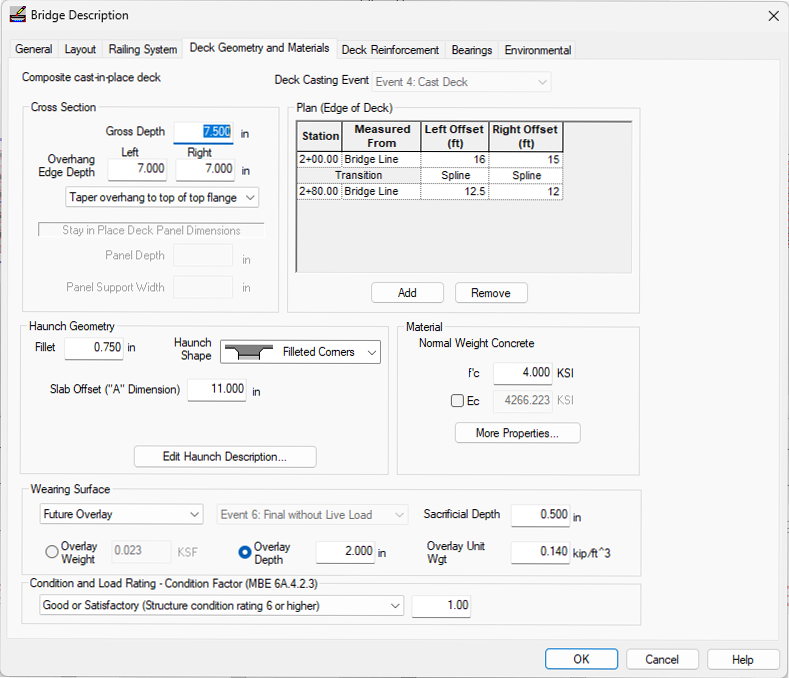 Bridge Description
General Layout Railing System Deck Geometry and Materials Deck Reinforcement Bearings Environmental
Composite cast-in-place deck
Deck Casting Event Event 4: Cast Deck
Cross Section
Gross Depth 7.500 in
Left Right
Overhang Edge Depth 7.000 7.000 in
Taper overhang to top of top flange
Stay in Place Deck Panel Dimensions
Panel Depth in
Panel Support Width in
Plan (Edge of Deck)
Station Measured From Left Offset (ft) Right Offset (ft)
2+00.00 Bridge Line 16 15
Transition Spline Spline
2+80.00 Bridge Line 12.5 12
Add Remove
Haunch Geometry
Fillet 0.750 in Haunch Shape Filleted Corners
Slab Offset ("A" Dimension) 11.000 in
Edit Haunch Description...
Material
Normal Weight Concrete
f'c 4.000 KSI
Ec 4266.223 KSI
More Properties...
Wearing Surface
Future Overlay Event 6: Final without Live Load Sacrificial Depth 0.500 in
Overlay Weight 0.023 KSF Overlay Depth 2.000 in Overlay Unit Wgt 0.140 kip/ft^3
Condition and Load Rating - Condition Factor (MBE 6A.4.2.3)
Good or Satisfactory (Structure condition rating 6 or higher) 1.00
OK Cancel Help